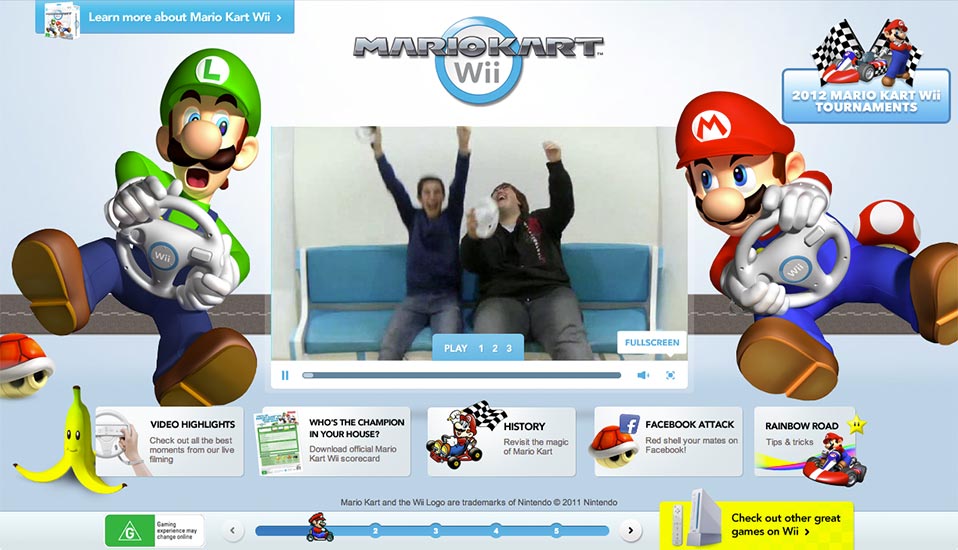 Learn more about Mario Kart Wii ›
MARIOKART™
Wii
2012 MARIO KART Wii
TOURNAMENTS
L
M
Wii
Wii
PLAY 1 2 3
FULLSCREEN
VIDEO HIGHLIGHTS
Check out all the best
moments from our live
filming
WHO'S THE CHAMPION
IN YOUR HOUSE?
Download official Mario
Kart Wii scorecard
HISTORY
Revisit the magic
of Mario Kart
f
FACEBOOK ATTACK
Red shell your mates on
Facebook!
RAINBOW ROAD
Tips & tricks
Mario Kart and the Wii Logo are trademarks of Nintendo © 2011 Nintendo
G
Gaming
experience may
change online
2 3 4 5
Check out other great
games on Wii ›